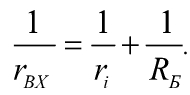 1/r_ВХ = 1/r_i + 1/R_Б.